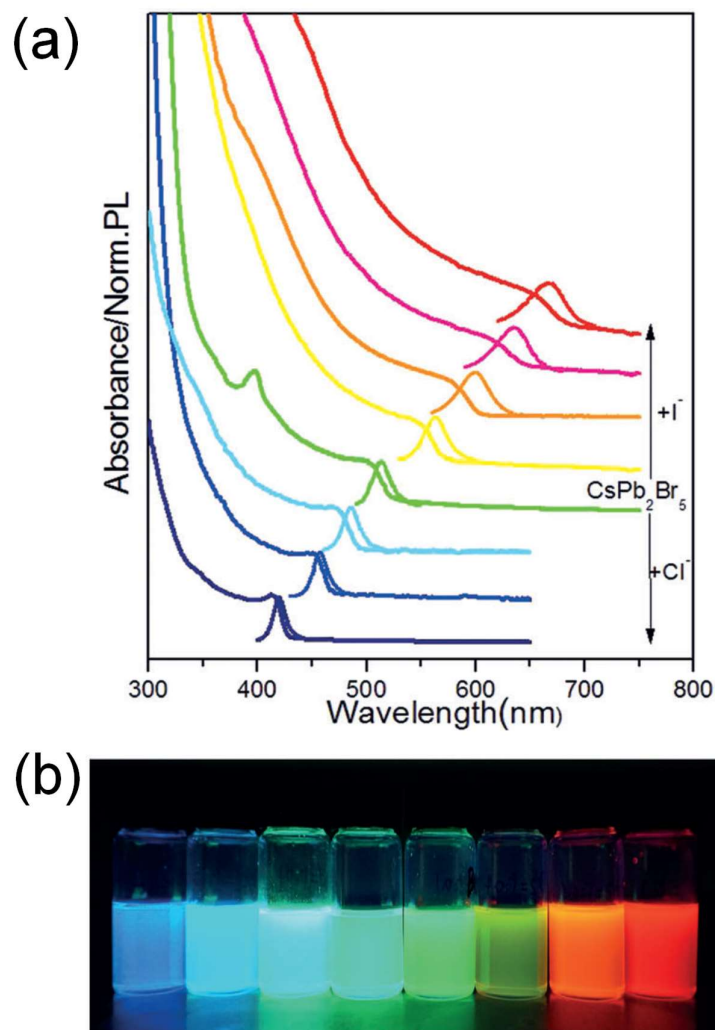 (a)
Absorbance/Norm.PL
+I⁻
CsPb₂Br₅
+Cl⁻
300 400 500 600 700 800
Wavelength(nm)
(b)